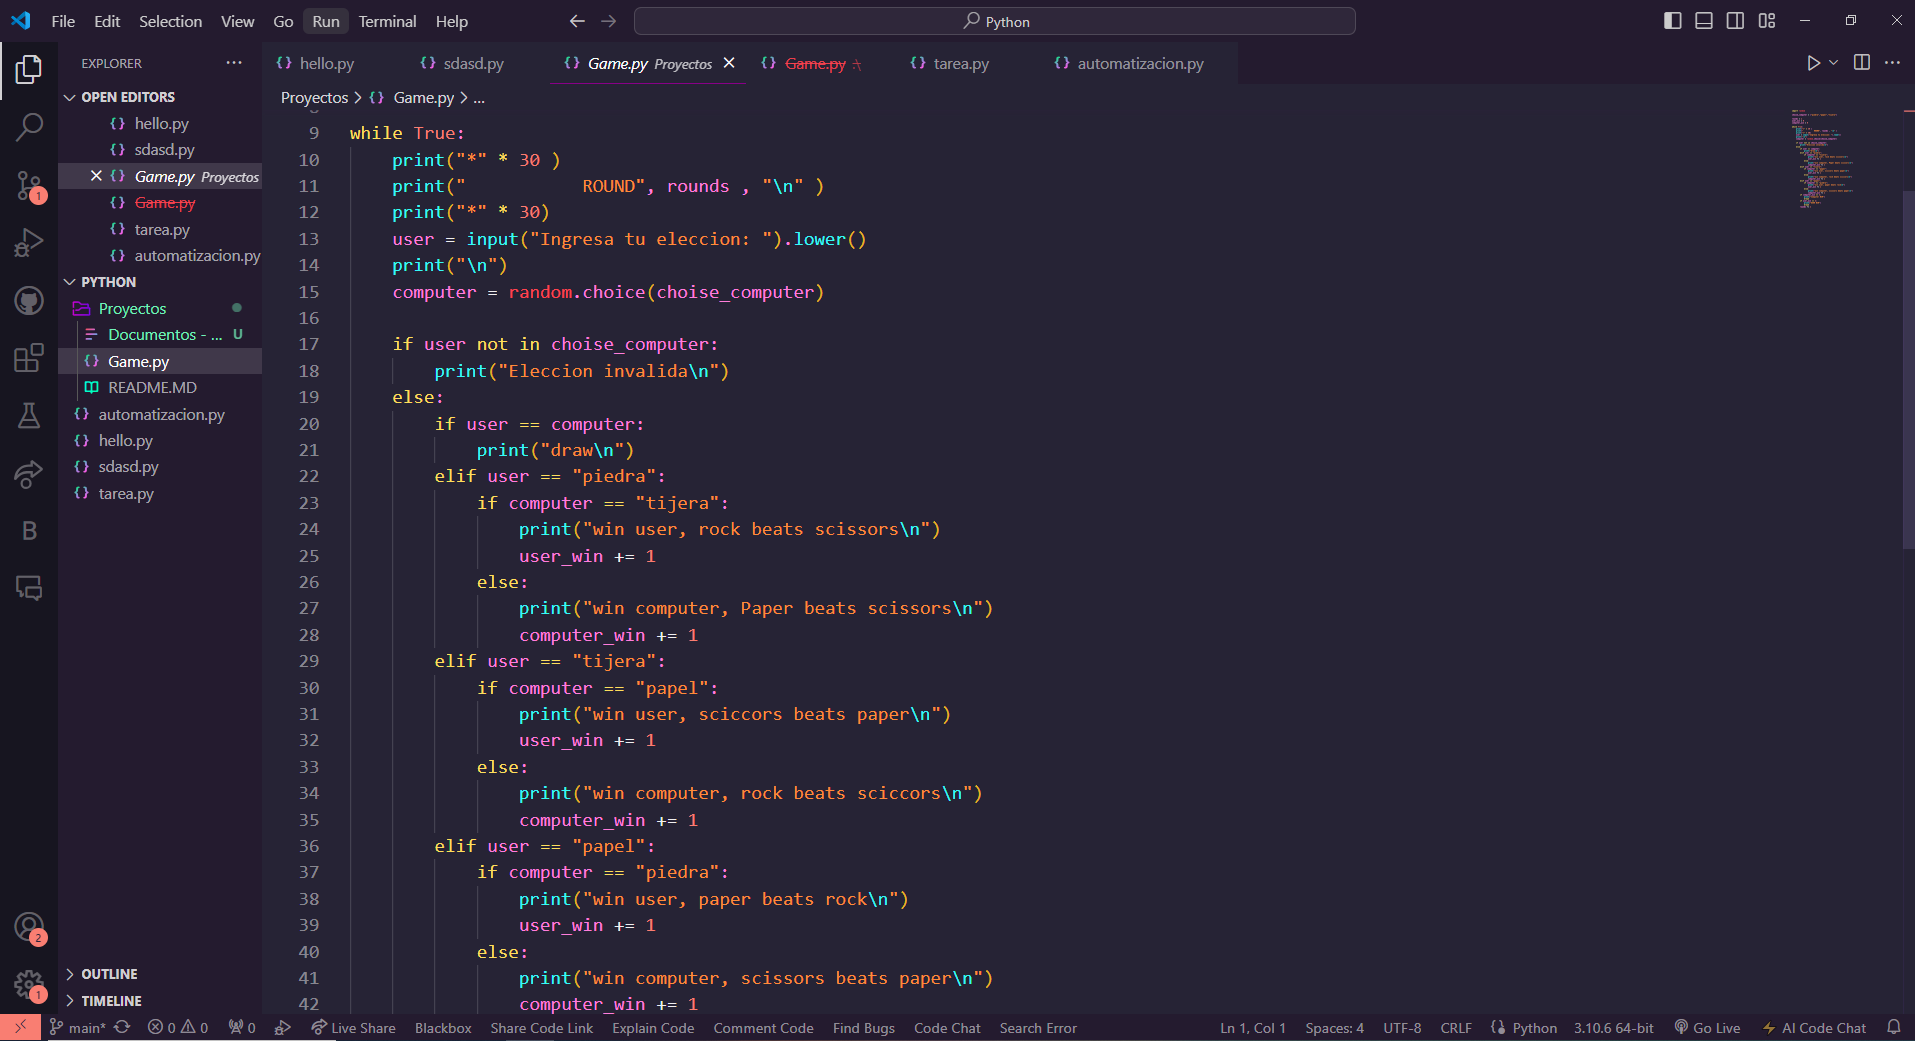 File Edit Selection View Go Run Terminal Help
Python
EXPLORER
OPEN EDITORS
hello.py
sdasd.py
Game.py Proyectos
Game.py
tarea.py
automatizacion.py
PYTHON
Proyectos
Documentos - ... U
Game.py
README.MD
automatizacion.py
hello.py
sdasd.py
tarea.py
OUTLINE
TIMELINE
1
B
2
1
hello.py sdasd.py Game.py Proyectos Game.py automatizacion.py tarea.py
Proyectos > Game.py > ...
9 while True:
10 print("*" * 30 )
11 print("           ROUND", rounds , "\n" )
12 print("*" * 30)
13 user = input("Ingresa tu eleccion: ").lower()
14 print("\n")
15 computer = random.choice(choise_computer)
16
17 if user not in choise_computer:
18 print("Eleccion invalida\n")
19 else:
20 if user == computer:
21 print("draw\n")
22 elif user == "piedra":
23 if computer == "tijera":
24 print("win user, rock beats scissors\n")
25 user_win += 1
26 else:
27 print("win computer, Paper beats scissors\n")
28 computer_win += 1
29 elif user == "tijera":
30 if computer == "papel":
31 print("win user, sciccors beats paper\n")
32 user_win += 1
33 else:
34 print("win computer, rock beats sciccors\n")
35 computer_win += 1
36 elif user == "papel":
37 if computer == "piedra":
38 print("win user, paper beats rock\n")
39 user_win += 1
40 else:
41 print("win computer, scissors beats paper\n")
42 computer_win += 1
main* 0 0 0 Live Share Blackbox Share Code Link Explain Code Comment Code Find Bugs Code Chat Search Error Ln 1, Col 1 Spaces: 4 UTF-8 CRLF Python 3.10.6 64-bit Go Live AI Code Chat